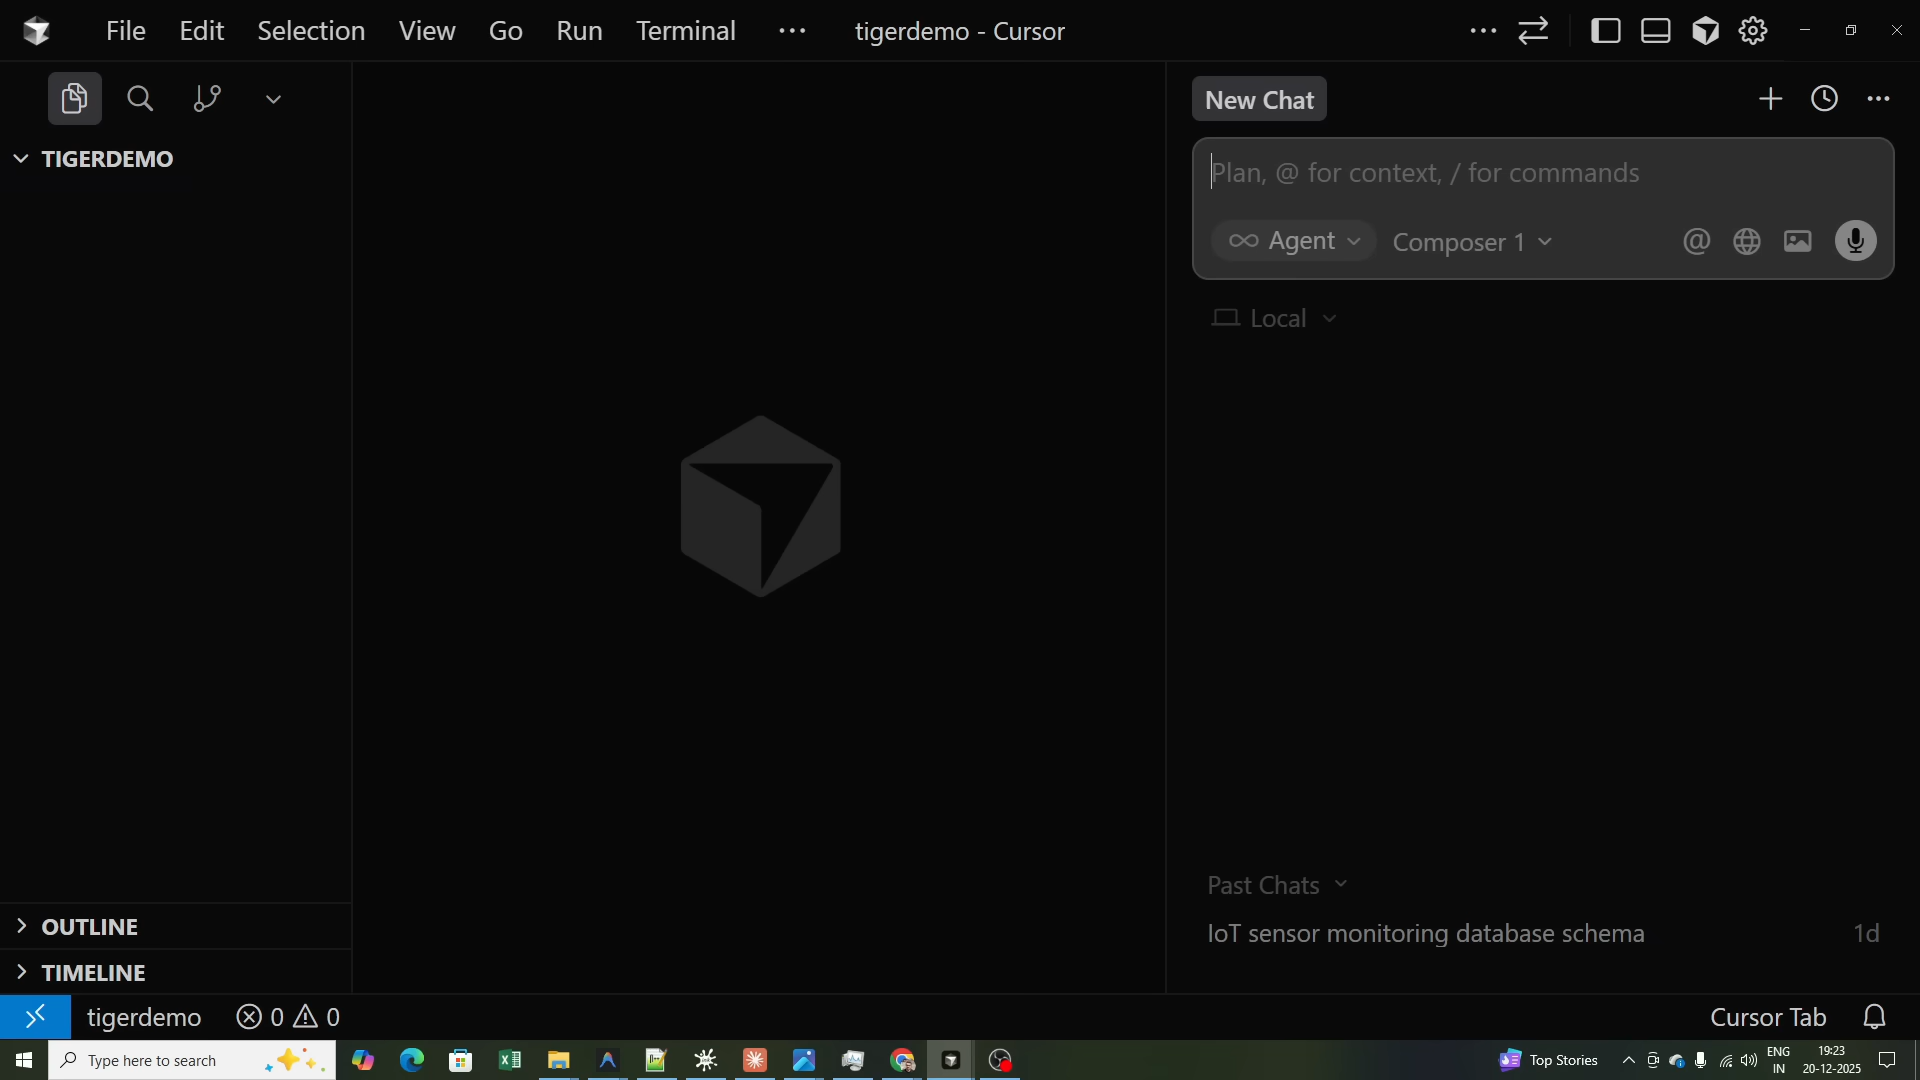 File Edit Selection View Go Run Terminal ··· tigerdemo - Cursor
TIGERDEMO
New Chat
Plan, @ for context, / for commands
Agent Composer 1
Local
Past Chats
IoT sensor monitoring database schema 1d
OUTLINE
TIMELINE
tigerdemo 0 0 Cursor Tab
Type here to search
Top Stories
ENG
IN
19:23
20-12-2025